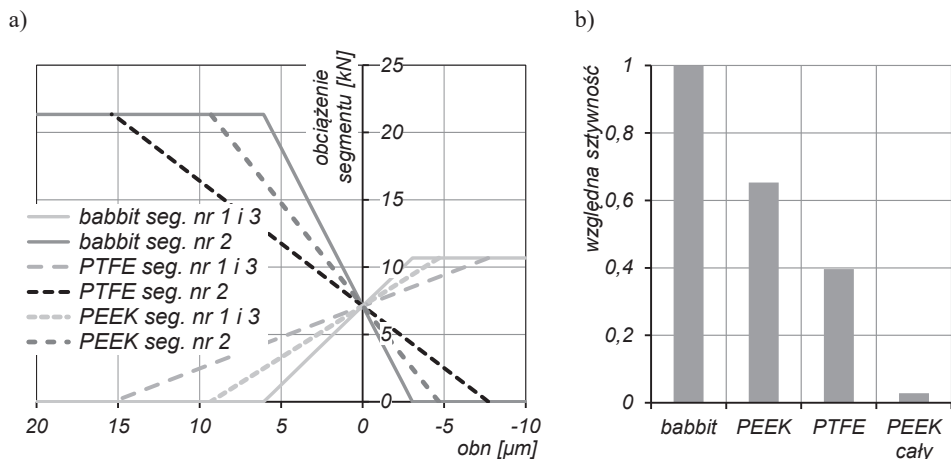 a)
b)
obciążenie
segmentu [kN]
25
20
15
10
5
0
babbit seg. nr 1 i 3
babbit seg. nr 2
PTFE seg. nr 1 i 3
PTFE seg. nr 2
PEEK seg. nr 1 i 3
PEEK seg. nr 2
20 15 10 5 0 -5 -10
obn [µm]
względna sztywność
1
0,8
0,6
0,4
0,2
0
babbit PEEK PTFE PEEK
cały